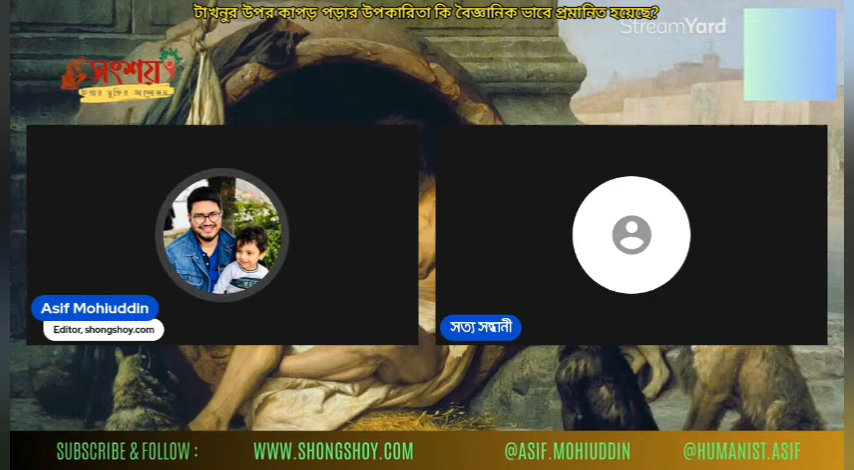 টাখনুর উপর কাপড় পড়ার উপকারিতা কি বৈজ্ঞানিক ভাবে প্রমানিত হয়েছে?
StreamYard
সংশয়
Asif Mohiuddin
Editor, shongshoy.com
সত্য সন্ধানী
SUBSCRIBE & FOLLOW :
WWW.SHONGSHOY.COM
@ASIF.MOHIUDDIN
@HUMANIST.ASIF